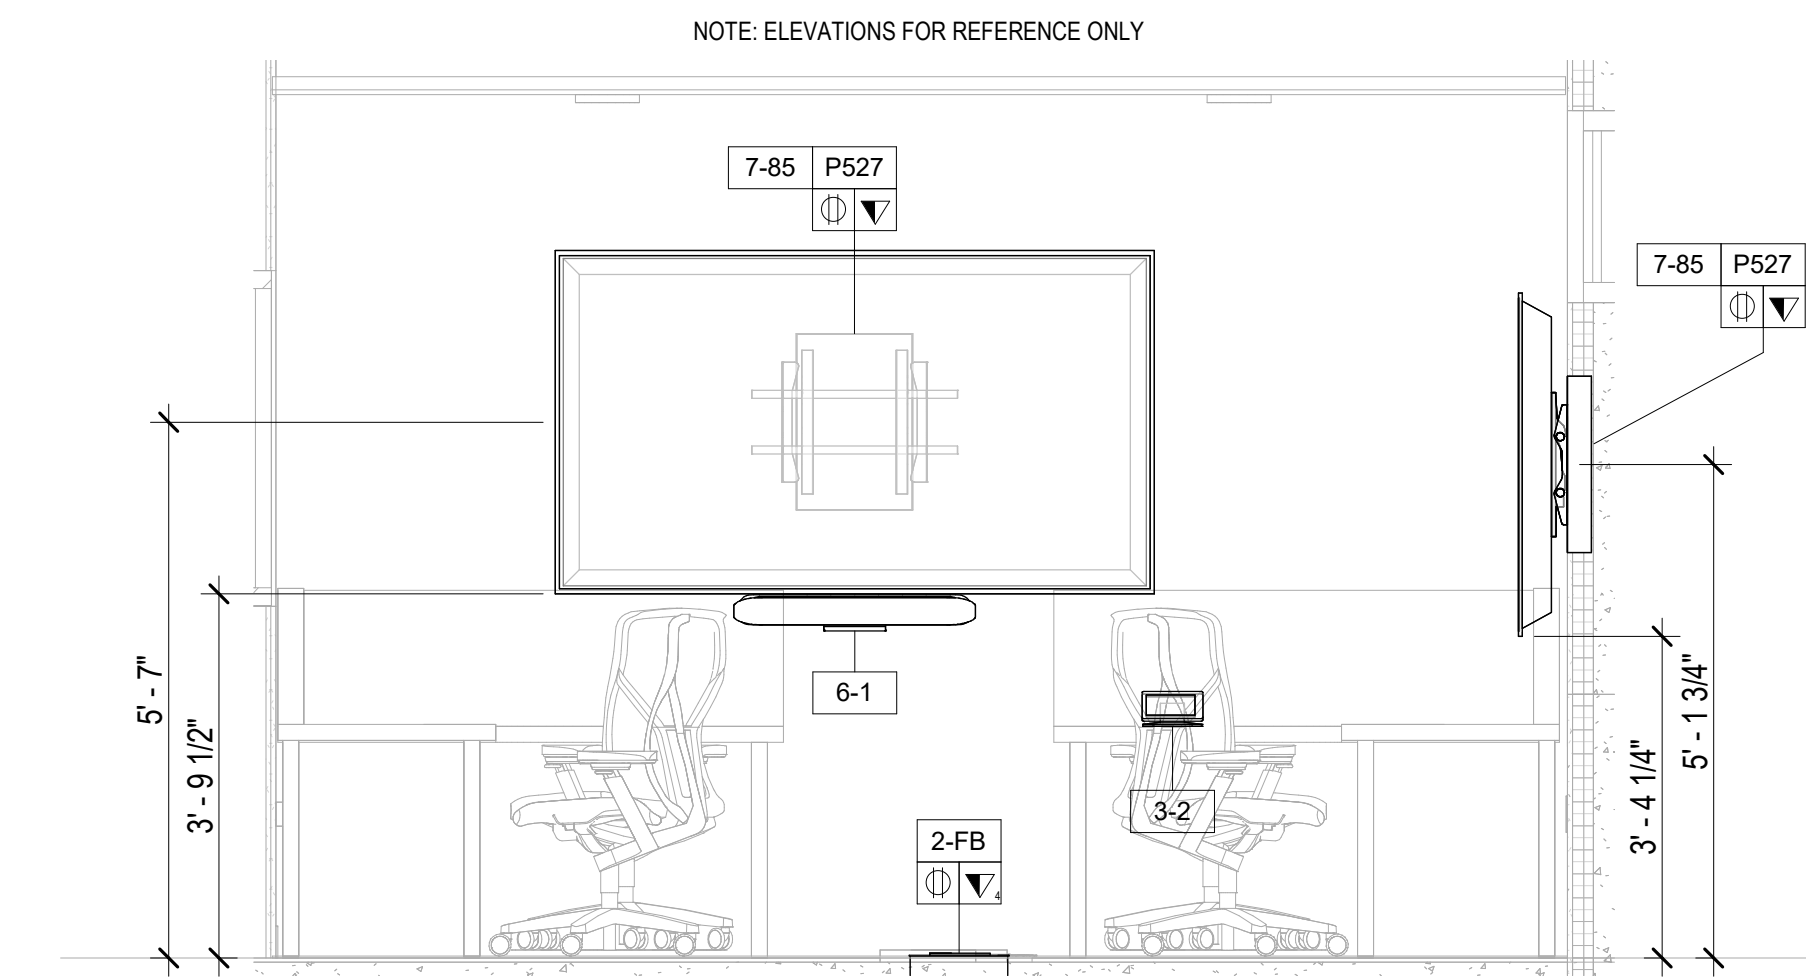 NOTE: ELEVATIONS FOR REFERENCE ONLY
7-85 P527
7-85 P527
5' - 7"
3' - 9 1/2"
6-1
3-2
2-FB
4
3' - 4 1/4"
5' - 1 3/4"